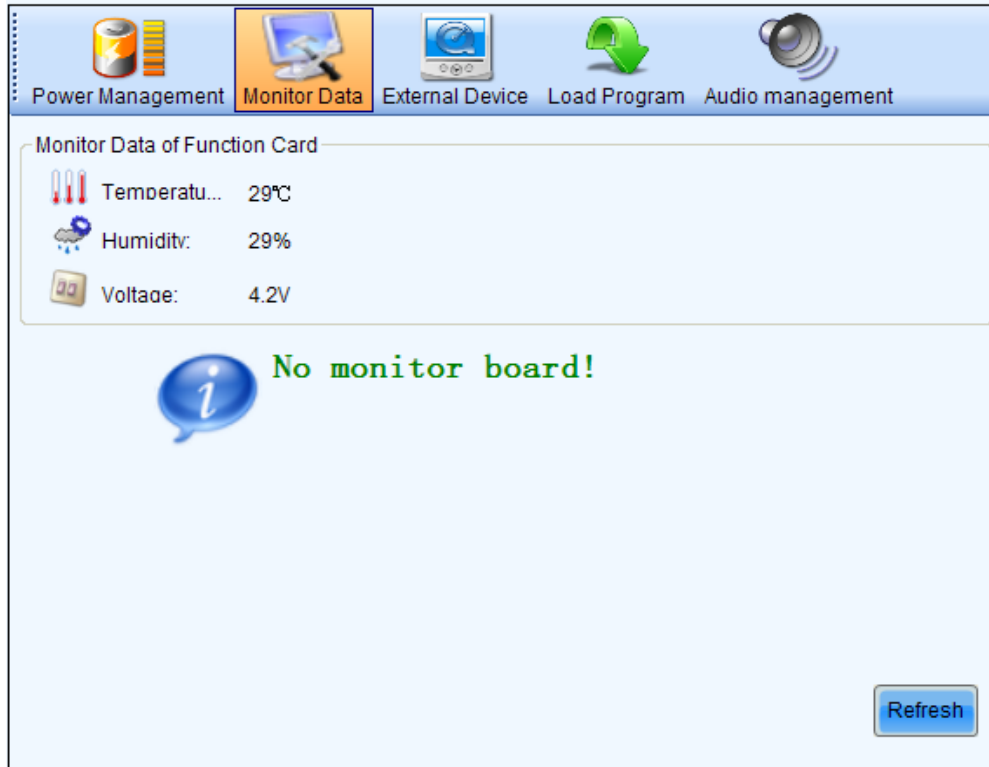 Power Management Monitor Data External Device Load Program Audio management
Monitor Data of Function Card
Temperatu... 29℃
Humidity: 29%
Voltage: 4.2V
No monitor board!
Refresh